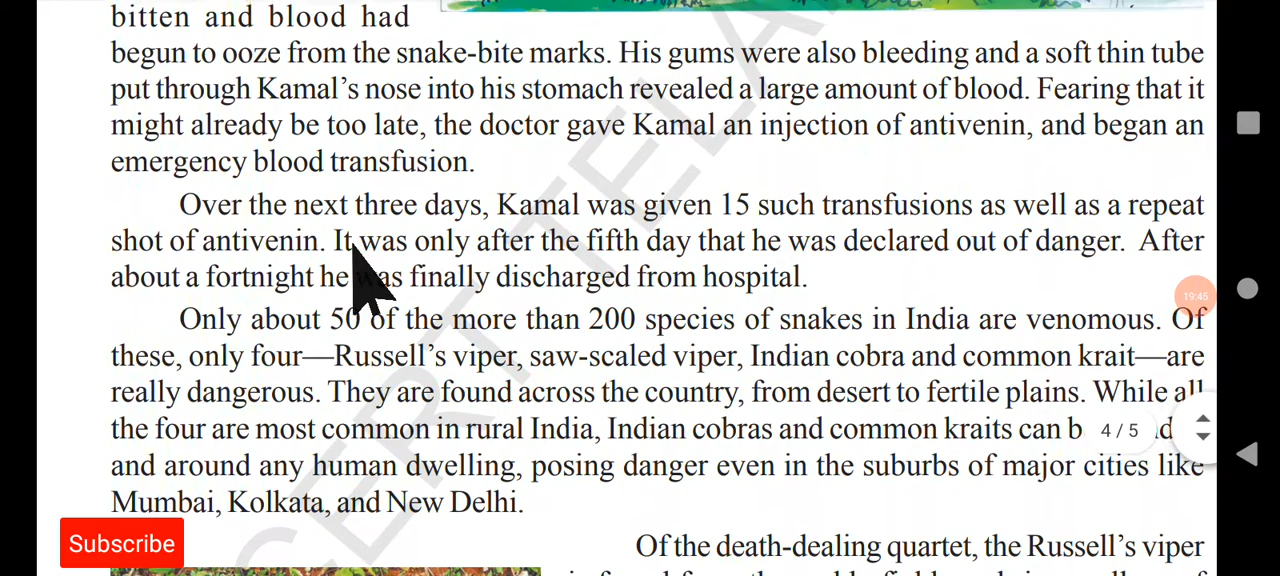 bitten and blood had
begun to ooze from the snake-bite marks. His gums were also bleeding and a soft thin tube
put through Kamal’s nose into his stomach revealed a large amount of blood. Fearing that it
might already be too late, the doctor gave Kamal an injection of antivenin, and began an
emergency blood transfusion.
Over the next three days, Kamal was given 15 such transfusions as well as a repeat
shot of antivenin. It was only after the fifth day that he was declared out of danger. After
about a fortnight he was finally discharged from hospital.
19:45
Only about 50 of the more than 200 species of snakes in India are venomous. Of
these, only four—Russell’s viper, saw-scaled viper, Indian cobra and common krait—are
really dangerous. They are found across the country, from desert to fertile plains. While all
the four are most common in rural India, Indian cobras and common kraits can
4 / 5
and around any human dwelling, posing danger even in the suburbs of major cities like
Mumbai, Kolkata, and New Delhi.
Subscribe
Of the death-dealing quartet, the Russell’s viper